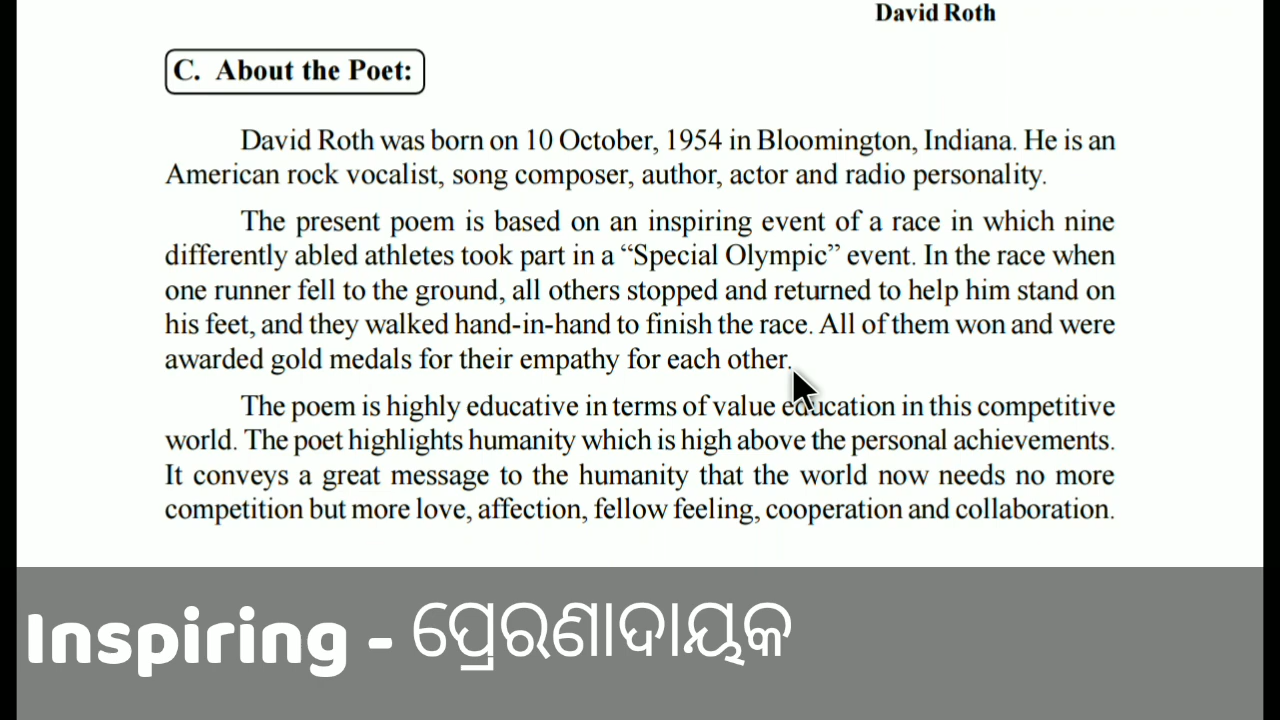 David Roth
C. About the Poet:
David Roth was born on 10 October, 1954 in Bloomington, Indiana. He is an
American rock vocalist, song composer, author, actor and radio personality.
The present poem is based on an inspiring event of a race in which nine
differently abled athletes took part in a “Special Olympic” event. In the race when
one runner fell to the ground, all others stopped and returned to help him stand on
his feet, and they walked hand-in-hand to finish the race. All of them won and were
awarded gold medals for their empathy for each other.
The poem is highly educative in terms of value education in this competitive
world. The poet highlights humanity which is high above the personal achievements.
It conveys a great message to the humanity that the world now needs no more
competition but more love, affection, fellow feeling, cooperation and collaboration.
Inspiring - ପ୍ରେରଣାଦାୟକ